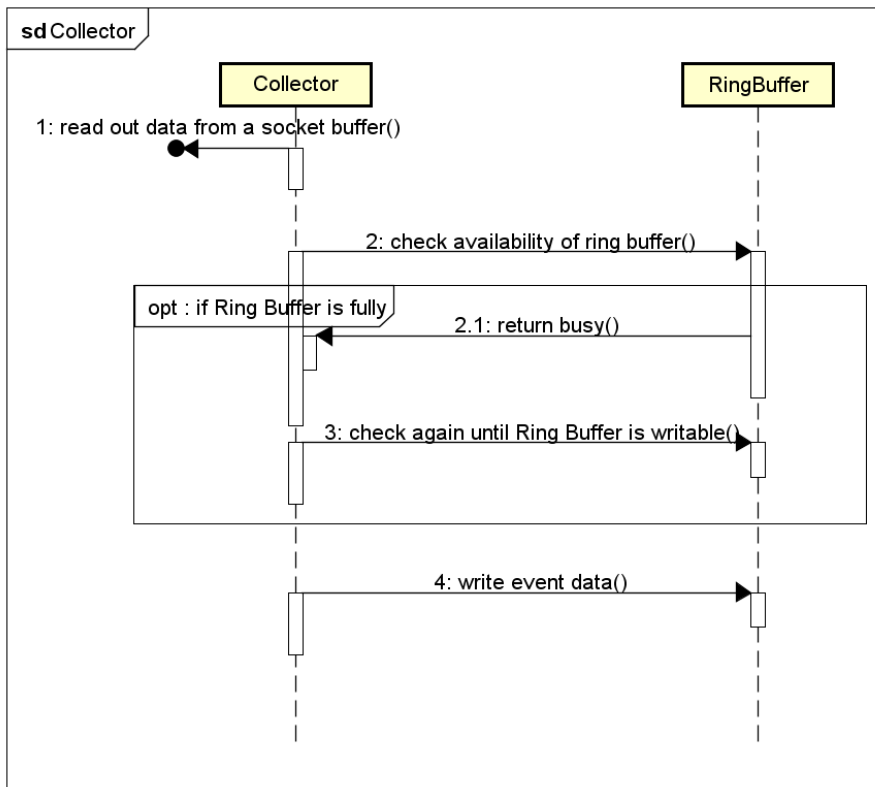 sd Collector
Collector
RingBuffer
1: read out data from a socket buffer()
2: check availability of ring buffer()
opt : if Ring Buffer is fully
2.1: return busy()
3: check again until Ring Buffer is writable()
4: write event data()